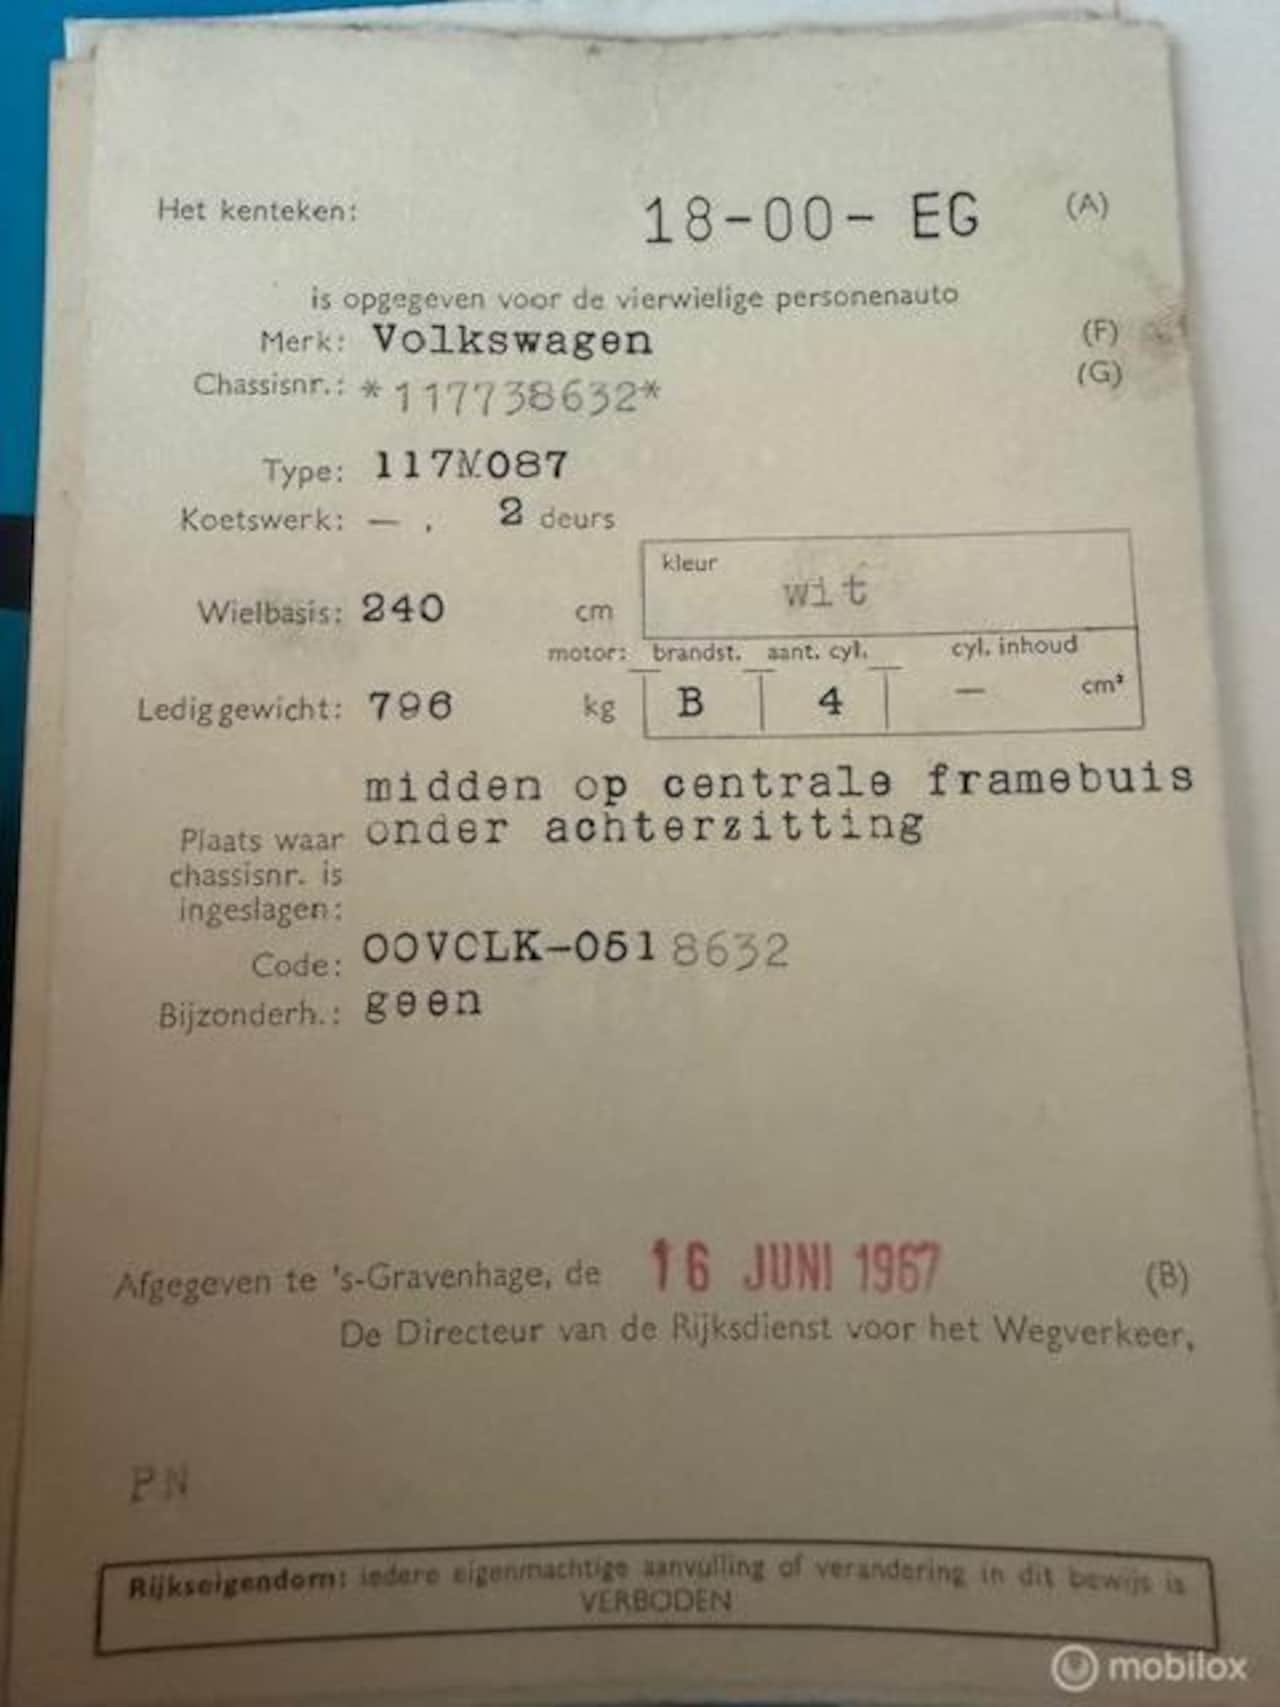 Het kenteken: 18-00- EG (A)
is opgegeven voor de vierwielige personenauto
Merk: Volkswagen (F)
Chassisnr.: *117738632* (G)
Type: 117M087
Koetswerk: — , 2 deurs
kleur
wit
Wielbasis: 240 cm
motor: brandst. aant. cyl. cyl. inhoud
Lediggewicht: 796 kg B 4 — cm³
midden op centrale framebuis
Plaats waar onder achterzitting
chassisnr. is
ingeslagen:
Code: OOVCLK-051 8632
Bijzonderh.: geen
Afgegeven te 's-Gravenhage, de 16 JUNI 1967 (B)
De Directeur van de Rijksdienst voor het Wegverkeer,
PN
Rijkseigendom: iedere eigenmachtige aanvulling of verandering in dit bewijs is
VERBODEN
mobilox